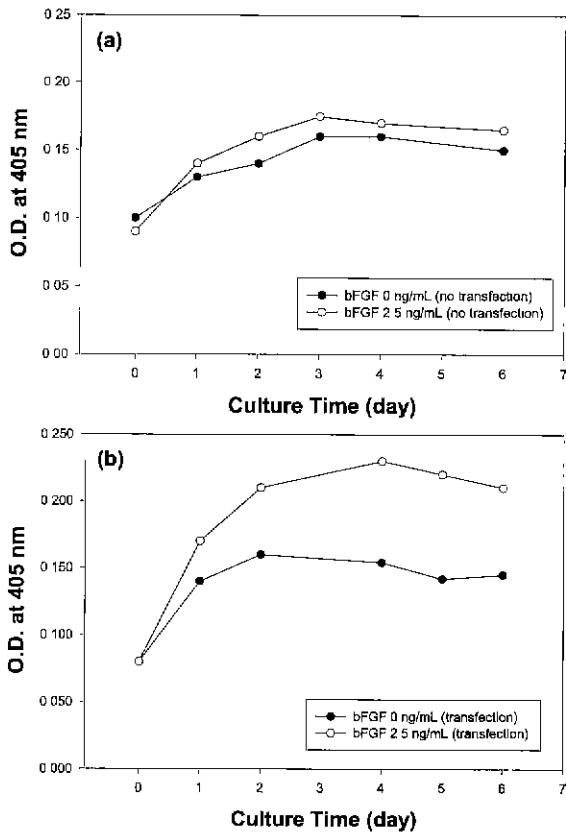 (a)
0 25
0 20
0 15
0 10
0 05
0 00
O.D. at 405 nm
bFGF 0 ng/mL (no transfection)
bFGF 2 5 ng/mL (no transfection)
0 1 2 3 4 5 6 7
Culture Time (day)
(b)
0.250
0.200
0.150
0.100
0 050
0 000
O.D. at 405 nm
bFGF 0 ng/mL (transfection)
bFGF 2 5 ng/mL (transfection)
0 1 2 3 4 5 6 7
Culture Time (day)